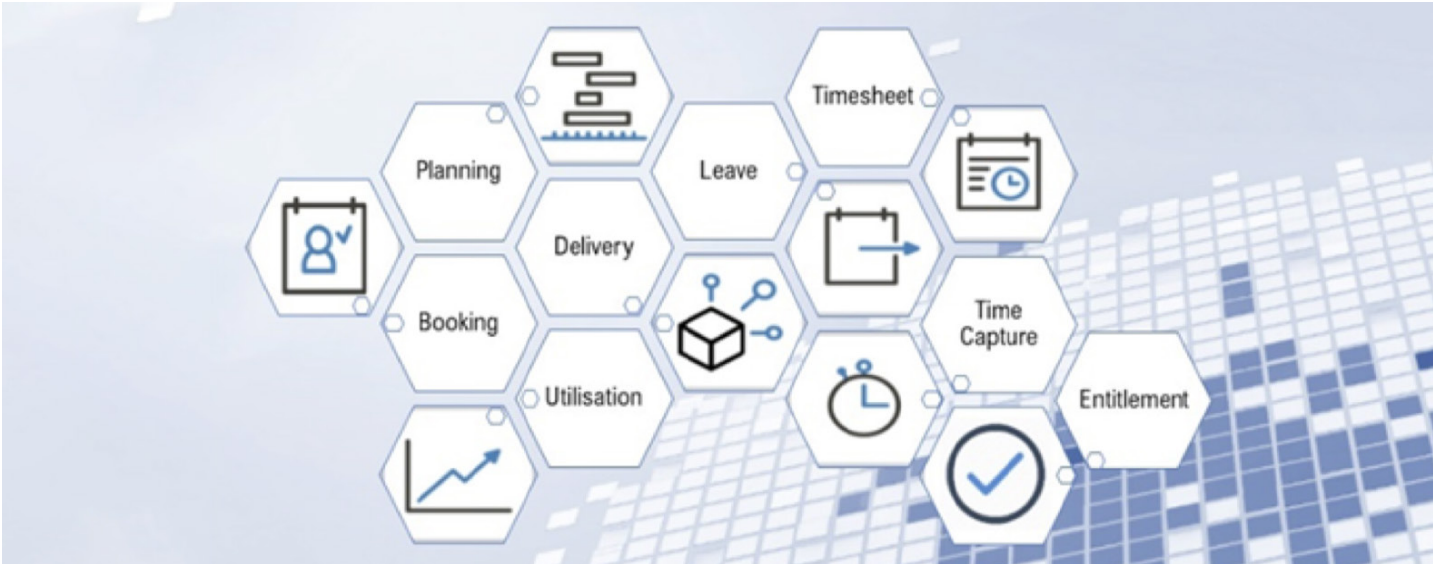 Timesheet
Planning
Leave
Delivery
Booking
Time
Capture
Utilisation
Entitlement